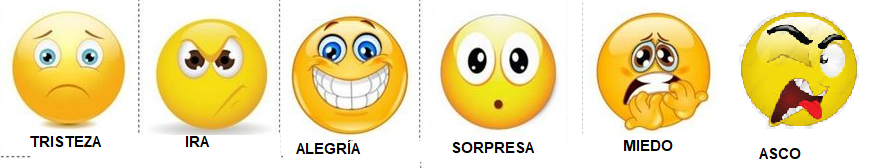 TRISTEZA
IRA
ALEGRÍA
SORPRESA
MIEDO
ASCO